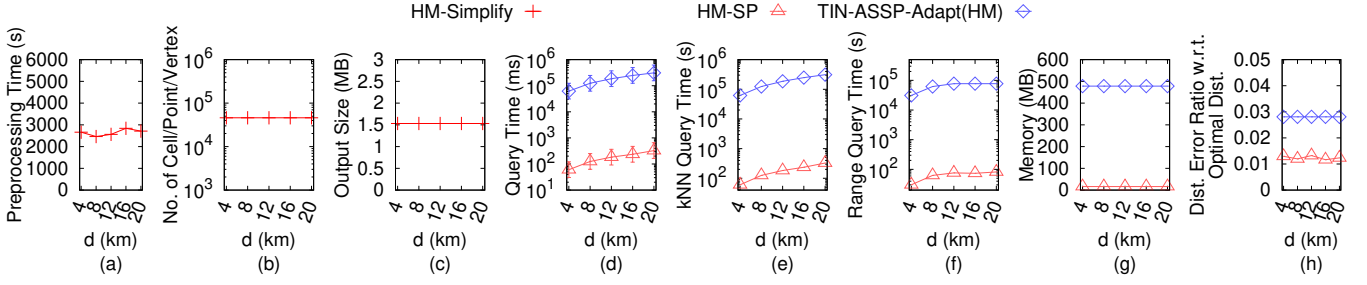 HM-Simplify HM-SP TIN-ASSP-Adapt(HM)
Preprocessing Time (s)
6000
5000
4000
3000
2000
1000
0
4 8 12 16 20
d (km)
(a)
No. of Cell/Point/Vertex
10^6
10^5
10^4
10^3
4 8 12 16 20
d (km)
(b)
Output Size (MB)
3
2.5
2
1.5
1
0.5
0
4 8 12 16 20
d (km)
(c)
Query Time (ms)
10^6
10^5
10^4
10^3
10^2
10^1
4 8 12 16 20
d (km)
(d)
kNN Query Time (s)
10^6
10^5
10^4
10^3
10^2
4 8 12 16 20
d (km)
(e)
Range Query Time (s)
10^5
10^4
10^3
10^2
4 8 12 16 20
d (km)
(f)
Memory (MB)
600
500
400
300
200
100
0
4 8 12 16 20
d (km)
(g)
Dist. Error Ratio w.r.t.
Optimal Dist.
0.05
0.04
0.03
0.02
0.01
0
4 8 12 16 20
d (km)
(h)